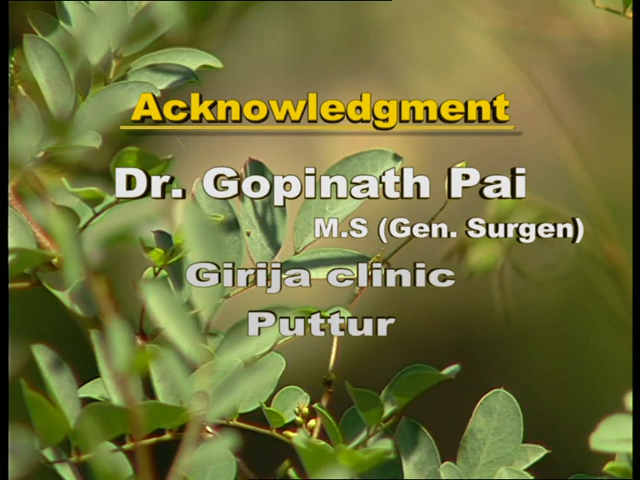 Acknowledgment
Dr. Gopinath Pai
M.S (Gen. Surgen)
Girija clinic
Puttur